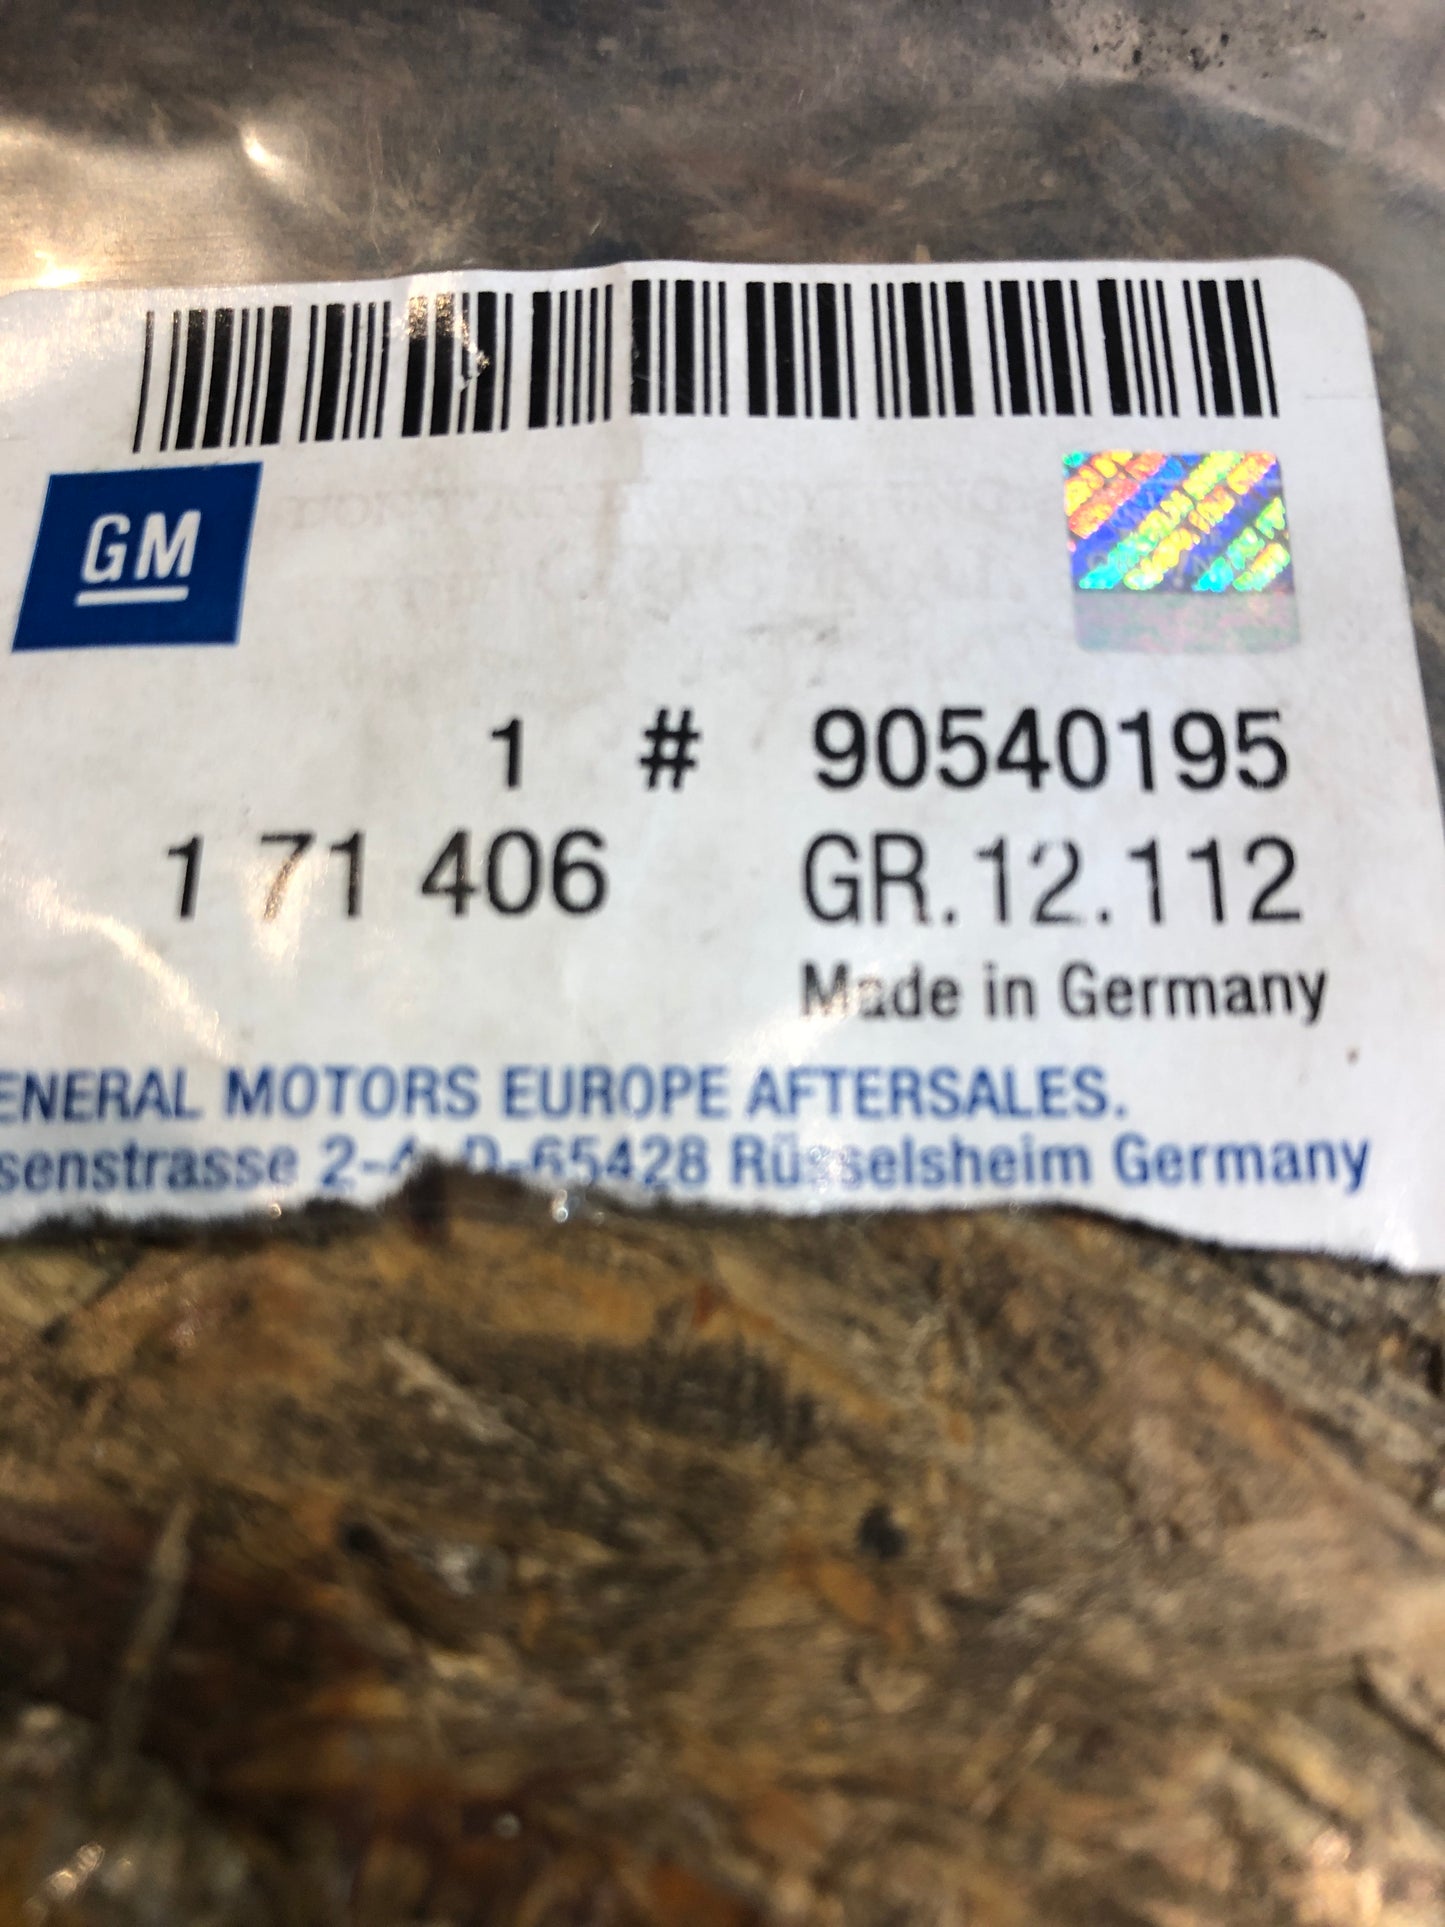 GM
1 # 90540195
1 71 406 GR.12.112
Made in Germany
ENERAL MOTORS EUROPE AFTERSALES.
senstrasse 2-4 D-65428 Rüsselsheim Germany